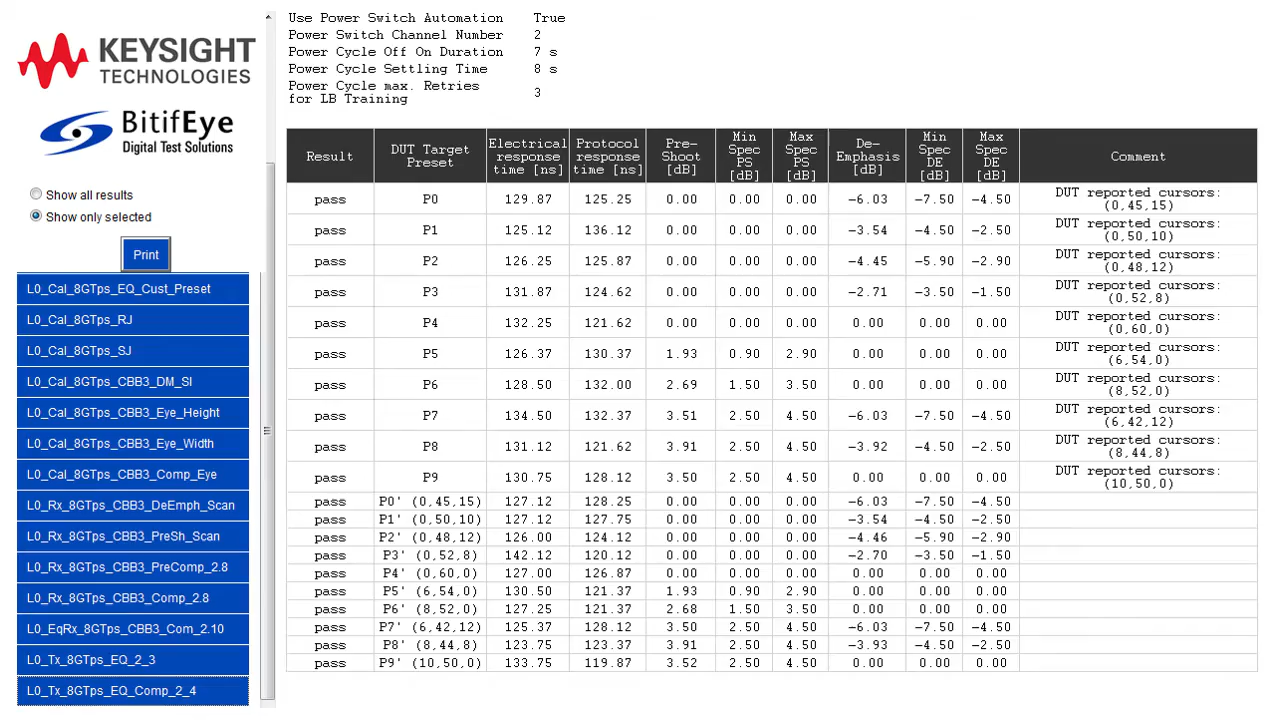 KEYSIGHT
TECHNOLOGIES
BitifEye
Digital Test Solutions
Show all results
Show only selected
Print
L0_Cal_8GTps_EQ_Cust_Preset
L0_Cal_8GTps_RJ
L0_Cal_8GTps_SJ
L0_Cal_8GTps_CBB3_DM_SI
L0_Cal_8GTps_CBB3_Eye_Height
L0_Cal_8GTps_CBB3_Eye_Width
L0_Cal_8GTps_CBB3_Comp_Eye
L0_Rx_8GTps_CBB3_DeEmph_Scan
L0_Rx_8GTps_CBB3_PreSh_Scan
L0_Rx_8GTps_CBB3_PreComp_2.8
L0_Rx_8GTps_CBB3_Comp_2.8
L0_EqRx_8GTps_CBB3_Com_2.10
L0_Tx_8GTps_EQ_2_3
L0_Tx_8GTps_EQ_Comp_2_4
Use Power Switch Automation True
Power Switch Channel Number 2
Power Cycle Off On Duration 7 s
Power Cycle Settling Time 8 s
Power Cycle max. Retries
for LB Training 3
Result DUT Target Preset Electrical response time [ns] Protocol response time [ns] Pre-Shoot [dB] Min Spec PS [dB] Max Spec PS [dB] De-Emphasis [dB] Min Spec DE [dB] Max Spec DE [dB] Comment
pass P0 129.87 125.25 0.00 0.00 0.00 -6.03 -7.50 -4.50 DUT reported cursors: (0,45,15)
pass P1 125.12 136.12 0.00 0.00 0.00 -3.54 -4.50 -2.50 DUT reported cursors: (0,50,10)
pass P2 126.25 125.87 0.00 0.00 0.00 -4.45 -5.90 -2.90 DUT reported cursors: (0,48,12)
pass P3 131.87 124.62 0.00 0.00 0.00 -2.71 -3.50 -1.50 DUT reported cursors: (0,52,8)
pass P4 132.25 121.62 0.00 0.00 0.00 0.00 0.00 0.00 DUT reported cursors: (0,60,0)
pass P5 126.37 130.37 1.93 0.90 2.90 0.00 0.00 0.00 DUT reported cursors: (6,54,0)
pass P6 128.50 132.00 2.69 1.50 3.50 0.00 0.00 0.00 DUT reported cursors: (8,52,0)
pass P7 134.50 132.37 3.51 2.50 4.50 -6.03 -7.50 -4.50 DUT reported cursors: (6,42,12)
pass P8 131.12 121.62 3.91 2.50 4.50 -3.92 -4.50 -2.50 DUT reported cursors: (8,44,8)
pass P9 130.75 128.12 3.50 2.50 4.50 0.00 0.00 0.00 DUT reported cursors: (10,50,0)
pass P0' (0,45,15) 127.12 128.25 0.00 0.00 0.00 -6.03 -7.50 -4.50
pass P1' (0,50,10) 127.12 127.75 0.00 0.00 0.00 -3.54 -4.50 -2.50
pass P2' (0,48,12) 126.00 124.12 0.00 0.00 0.00 -4.46 -5.90 -2.90
pass P3' (0,52,8) 142.12 120.12 0.00 0.00 0.00 -2.70 -3.50 -1.50
pass P4' (0,60,0) 127.00 126.87 0.00 0.00 0.00 0.00 0.00 0.00
pass P5' (6,54,0) 130.50 121.37 1.93 0.90 2.90 0.00 0.00 0.00
pass P6' (8,52,0) 127.25 121.37 2.68 1.50 3.50 0.00 0.00 0.00
pass P7' (6,42,12) 125.37 128.12 3.50 2.50 4.50 -6.03 -7.50 -4.50
pass P8' (8,44,8) 123.75 123.37 3.91 2.50 4.50 -3.93 -4.50 -2.50
pass P9' (10,50,0) 133.75 119.87 3.52 2.50 4.50 0.00 0.00 0.00